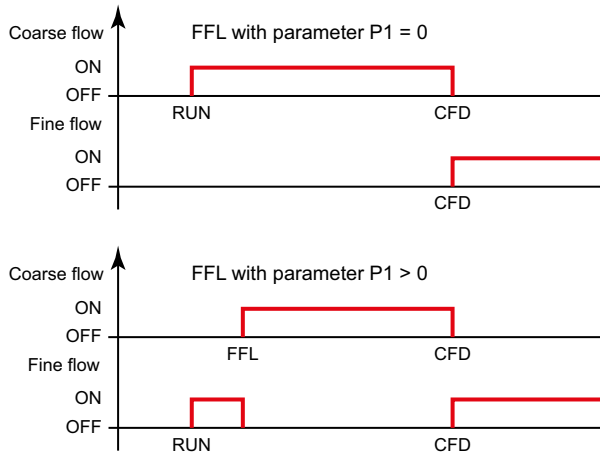 Coarse flow
FFL with parameter P1 = 0
ON
OFF
RUN
CFD
Fine flow
ON
OFF
CFD
Coarse flow
FFL with parameter P1 > 0
ON
OFF
FFL
CFD
Fine flow
ON
OFF
RUN
CFD